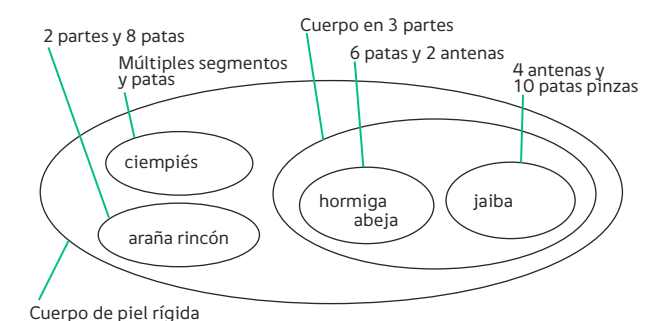 Cuerpo en 3 partes
2 partes y 8 patas
6 patas y 2 antenas
Múltiples segmentos
y patas
4 antenas y
10 patas pinzas
ciempiés
hormiga
abeja
jaiba
araña rincón
Cuerpo de piel rígida